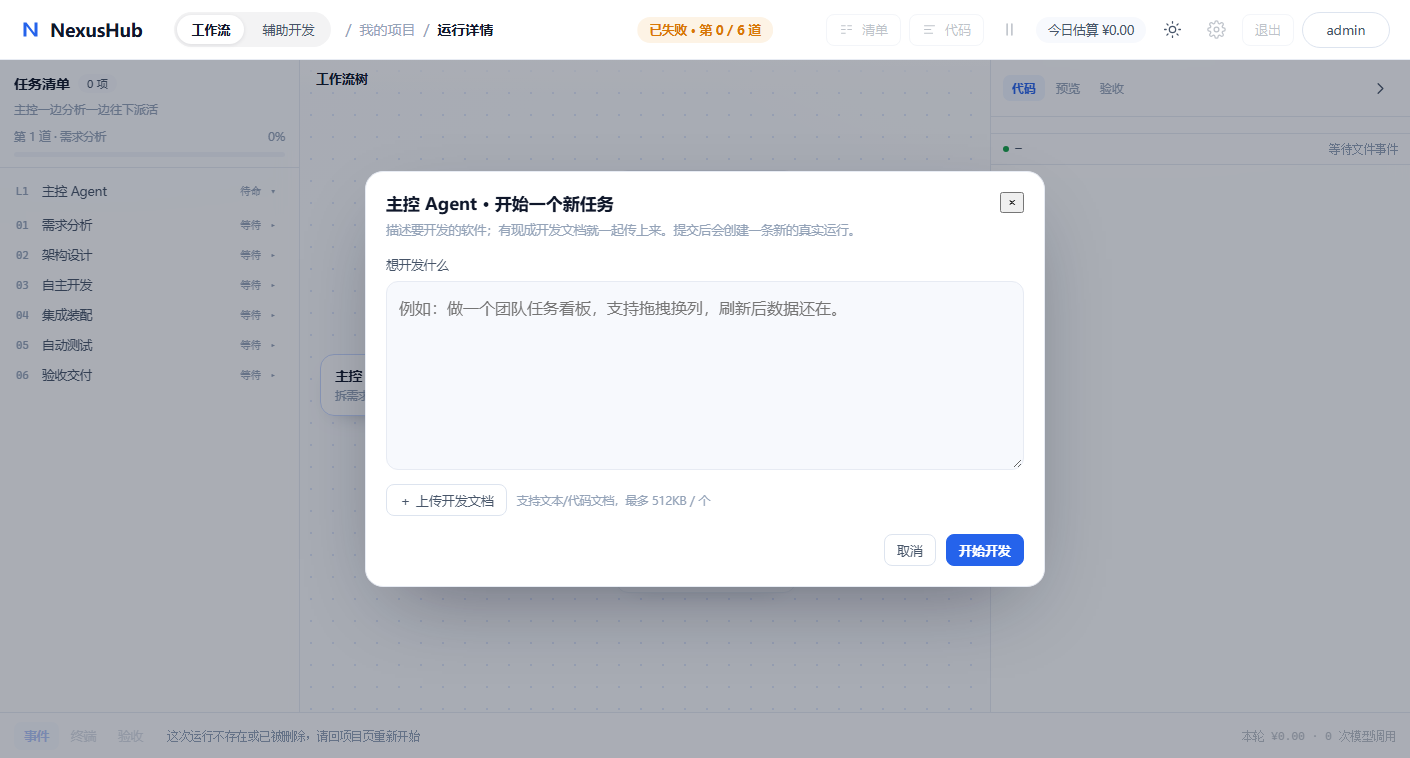 NexusHub 工作流 辅助开发 / 我的项目 / 运行详情 已失败 • 第 0 / 6 道 清单 代码 今日估算 ¥0.00 退出 admin
任务清单 0 项
主控一边分析一边往下派活
第 1 道 · 需求分析 0%
L1 主控 Agent 待命
01 需求分析 等待
02 架构设计 等待
03 自主开发 等待
04 集成装配 等待
05 自动测试 等待
06 验收交付 等待
工作流树
主控
拆需求
代码 预览 验收
– 等待文件事件
主控 Agent • 开始一个新任务 ×
描述要开发的软件；有现成开发文档就一起传上来。提交后会创建一条新的真实运行。
想开发什么
例如：做一个团队任务看板，支持拖拽换列，刷新后数据还在。
+ 上传开发文档 支持文本/代码文档，最多 512KB / 个
取消 开始开发
事件 终端 验收 这次运行不存在或已被删除，请回项目页重新开始 本轮 ¥0.00 · 0 次模型调用